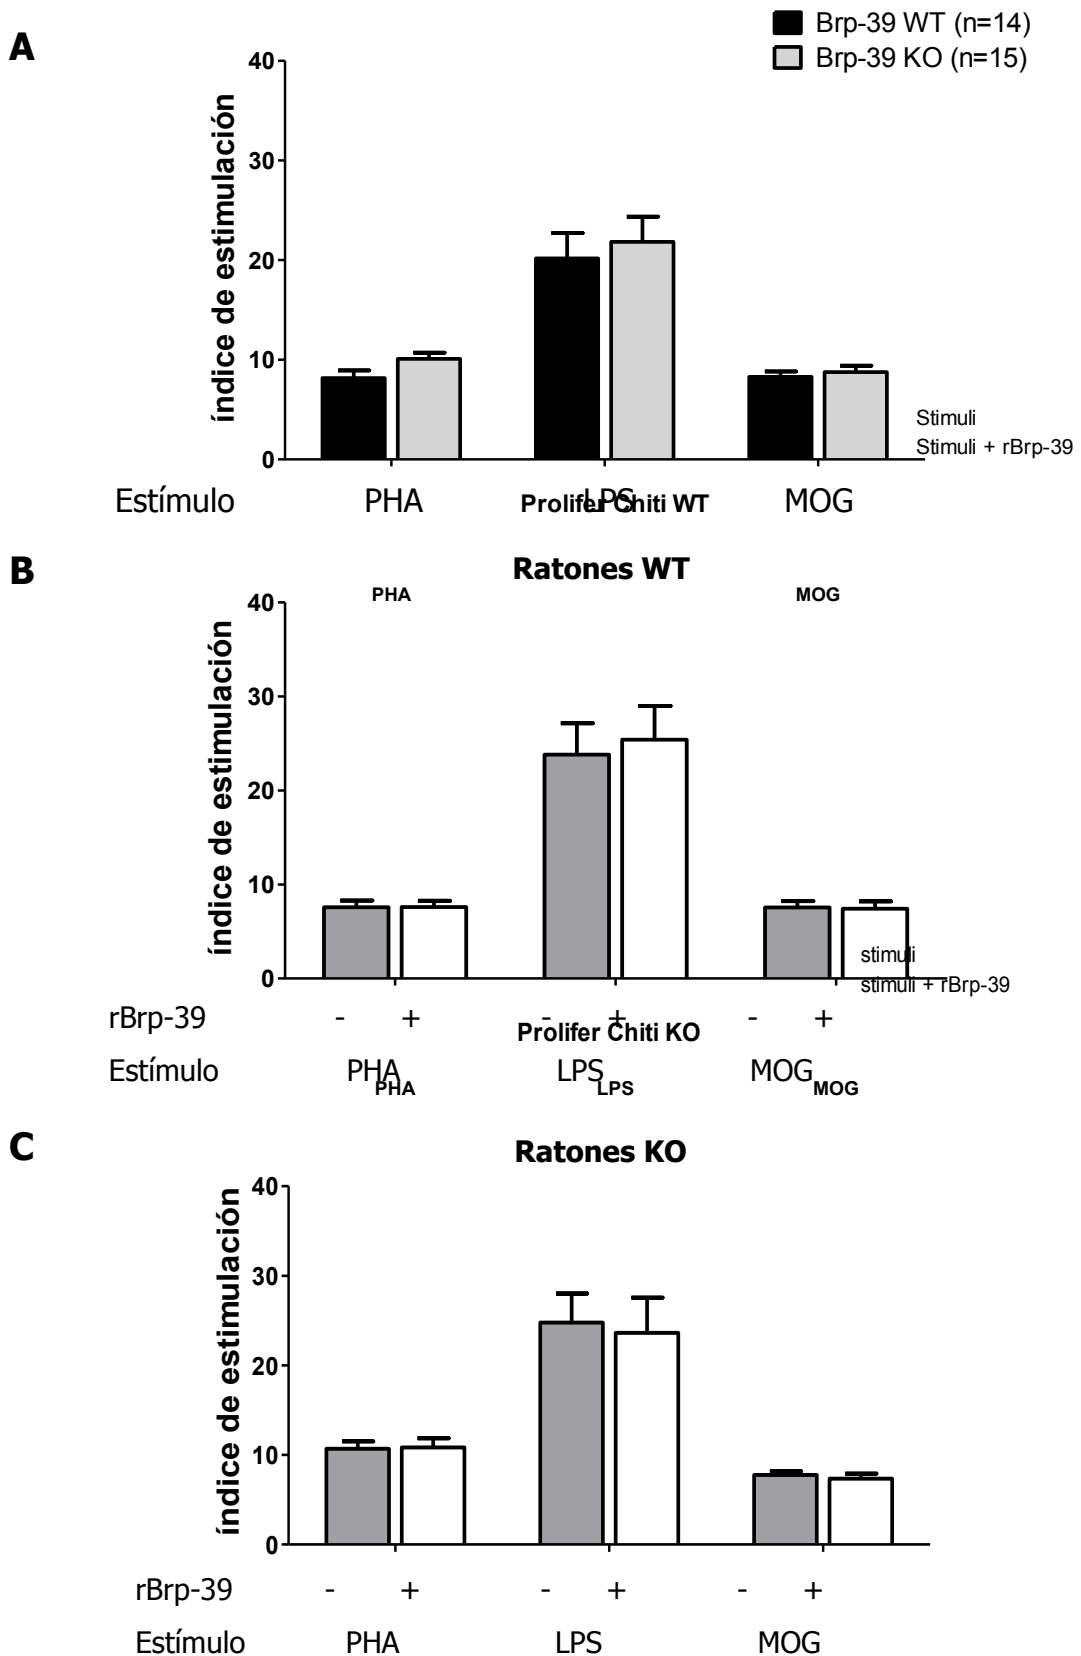 A
Brp-39 WT (n=14)
Brp-39 KO (n=15)
índice de estimulación
40
30
20
10
0
Stimuli
Stimuli + rBrp-39
Estímulo PHA LPS MOG
Prolifer Chiti WT
B
Ratones WT
PHA MOG
índice de estimulación
40
30
20
10
0
stimuli
stimuli + rBrp-39
rBrp-39 - + - + - +
Prolifer Chiti KO
Estímulo PHA LPS MOG
PHA LPS MOG
C
Ratones KO
índice de estimulación
40
30
20
10
0
rBrp-39 - + - + - +
Estímulo PHA LPS MOG